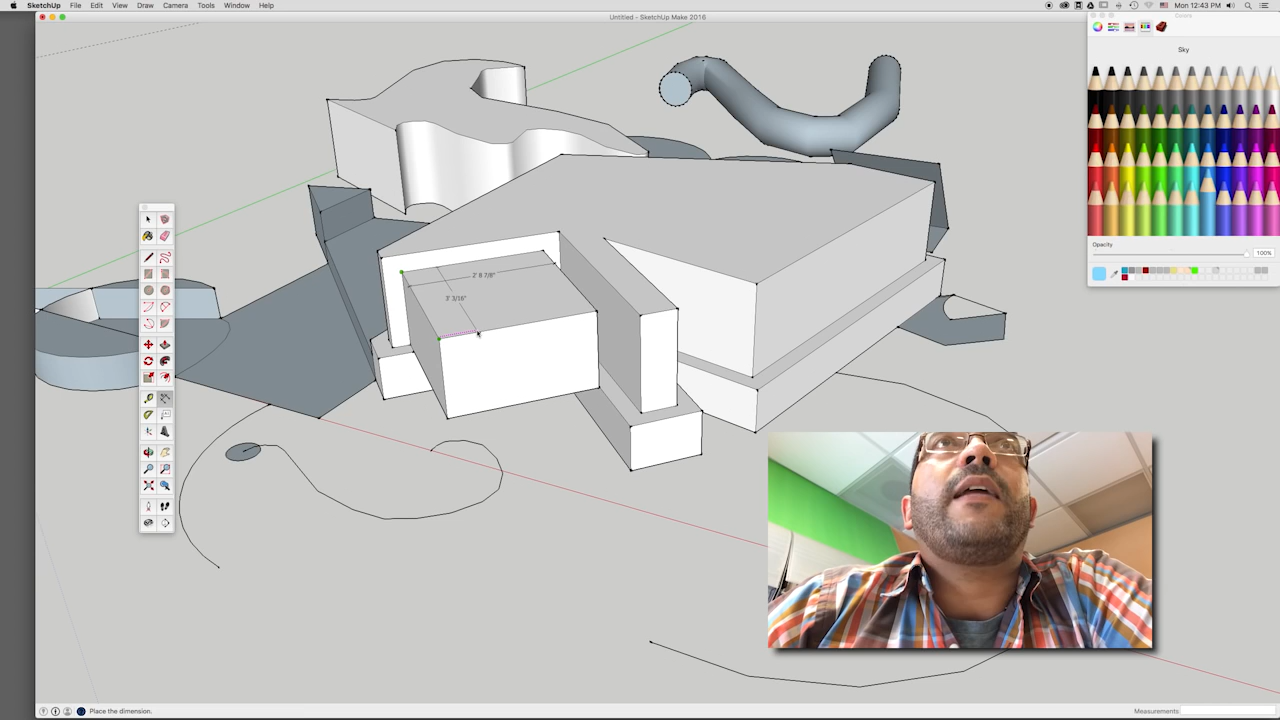 SketchUp File Edit View Draw Camera Tools Window Help
Mon 12:43 PM
Untitled - SketchUp Make 2016
Colors
Sky
Opacity
100%
2' 8 7/8"
3' 3/16"
Place the dimension.
Measurements